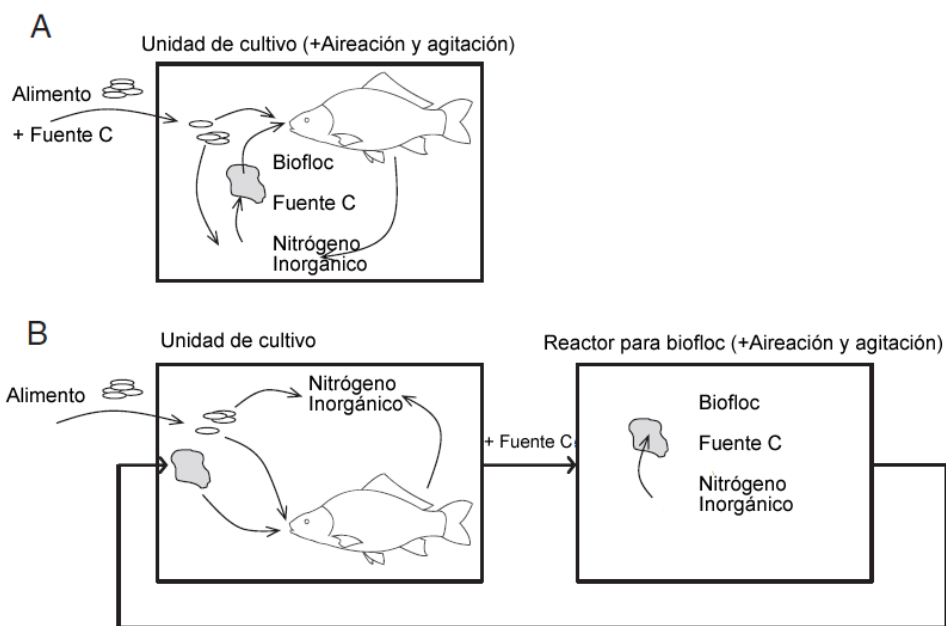 A
Unidad de cultivo (+Aireación y agitación)
Alimento
+ Fuente C
Biofloc
Fuente C
Nitrógeno
Inorgánico
B
Unidad de cultivo
Reactor para biofloc (+Aireación y agitación)
Alimento
Nitrógeno
Inorgánico
+ Fuente C
Biofloc
Fuente C
Nitrógeno
Inorgánico